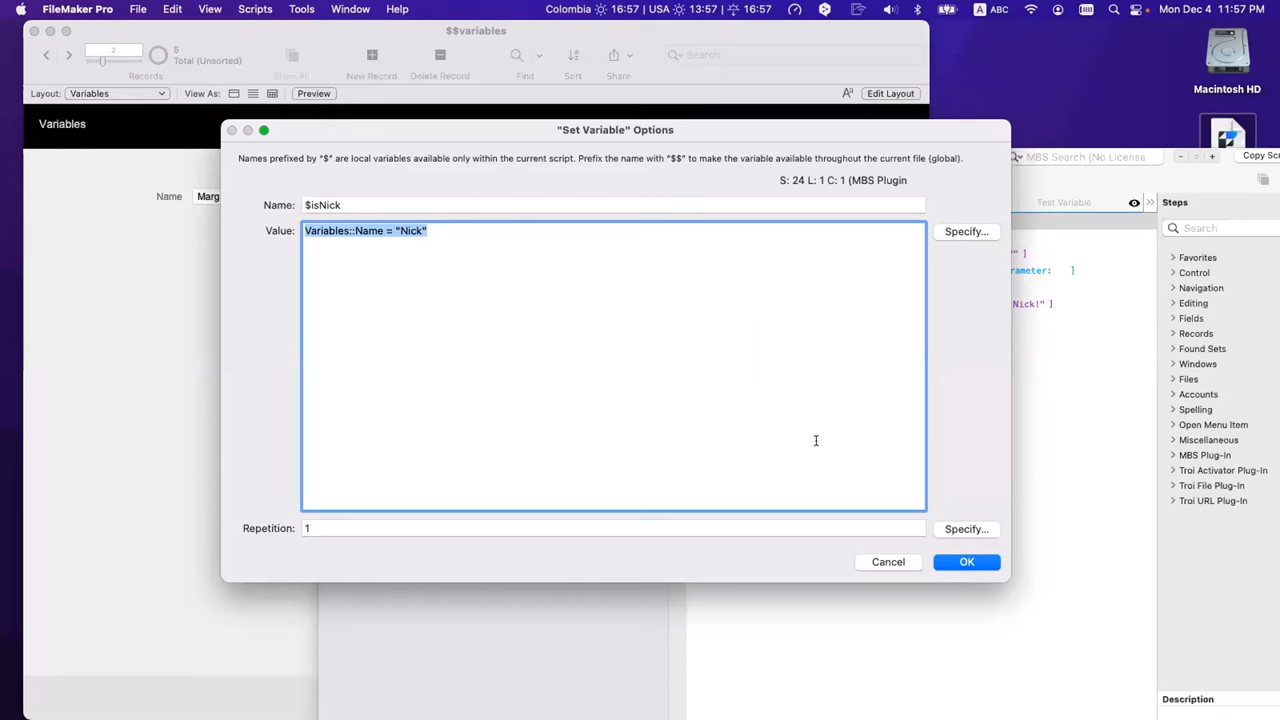 FileMaker Pro File Edit View Scripts Tools Window Help Colombia 16:57 | USA 13:57 16:57 A ABC Mon Dec 4 11:57 PM
$$variables
2 5
Total (Unsorted)
Search
Records Show All New Record Delete Record Find Sort Share
Layout: Variables View As: Preview Aª Edit Layout
Macintosh HD
Variables
"Set Variable" Options
Names prefixed by "$" are local variables available only within the current script. Prefix the name with "$$" to make the variable available throughout the current file (global).
MBS Search (No License - = + Copy Scr
S: 24 L: 1 C: 1 (MBS Plugin
Name Marg
Name: $isNick
Test Variable
Steps
Value: Variables::Name = "Nick" Specify...
Search
" ]
Favorites
arameter: ]
Control
Navigation
Nick!" ]
Editing
Fields
Records
Found Sets
Windows
Files
Accounts
Spelling
Open Menu Item
Miscellaneous
MBS Plug-In
Troi Activator Plug-In
Troi File Plug-In
Troi URL Plug-In
Repetition: 1 Specify...
Cancel OK
Description